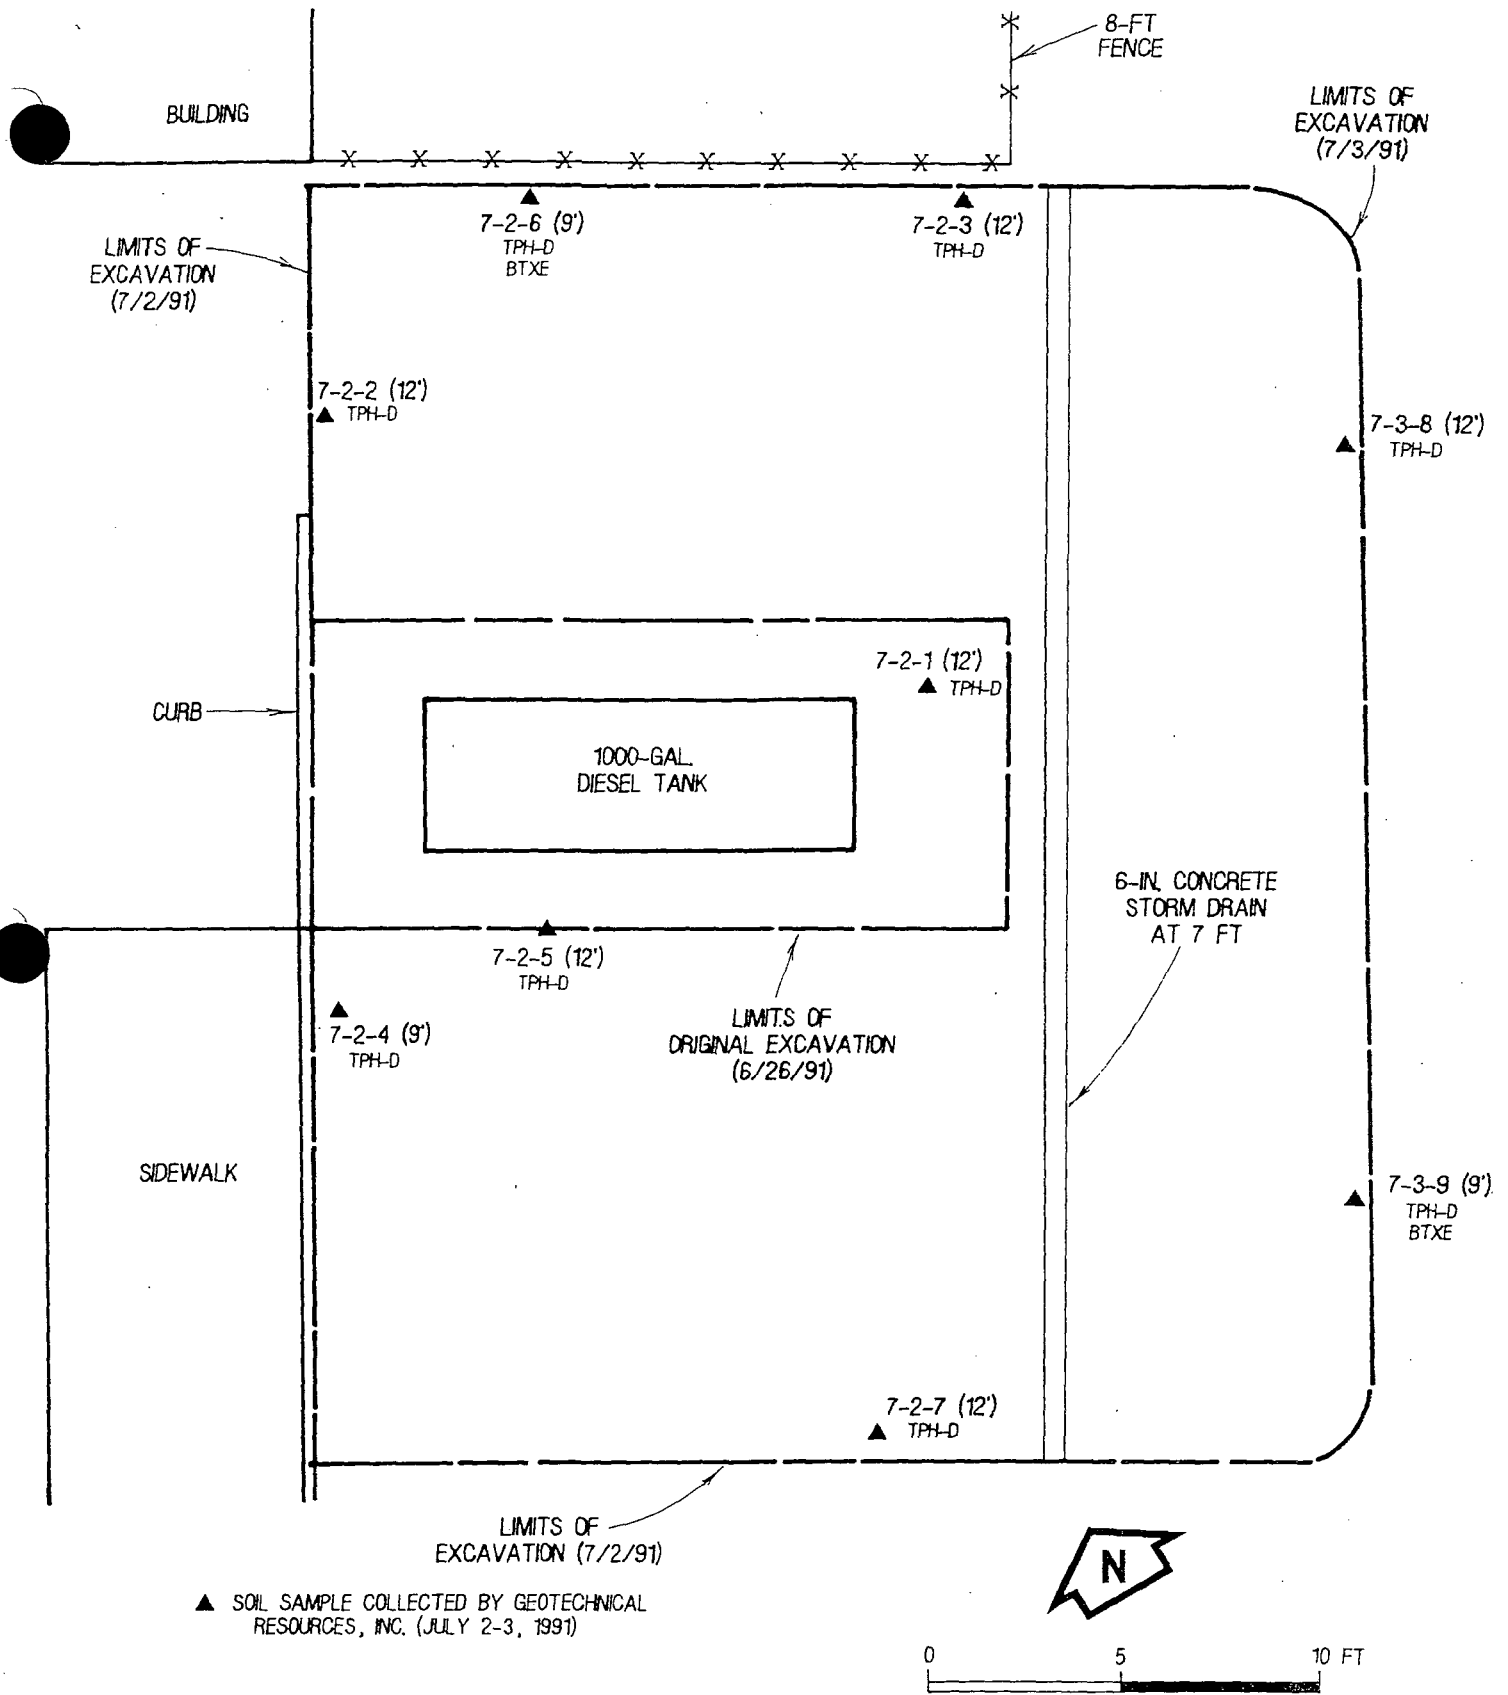 8-FT
FENCE
BUILDING
LIMITS OF
EXCAVATION
(7/3/91)
7-2-6 (9')
TPH-D
BTXE
7-2-3 (12')
TPH-D
LIMITS OF
EXCAVATION
(7/2/91)
7-2-2 (12')
TPH-D
7-3-8 (12')
TPH-D
7-2-1 (12')
TPH-D
CURB
1000-GAL.
DIESEL TANK
6-IN. CONCRETE
STORM DRAIN
AT 7 FT
7-2-5 (12')
TPH-D
7-2-4 (9')
TPH-D
LIMITS OF
ORIGINAL EXCAVATION
(6/26/91)
SIDEWALK
7-3-9 (9')
TPH-D
BTXE
7-2-7 (12')
TPH-D
LIMITS OF
EXCAVATION (7/2/91)
N
SOIL SAMPLE COLLECTED BY GEOTECHNICAL
RESOURCES, INC. (JULY 2-3, 1991)
0 5 10 FT